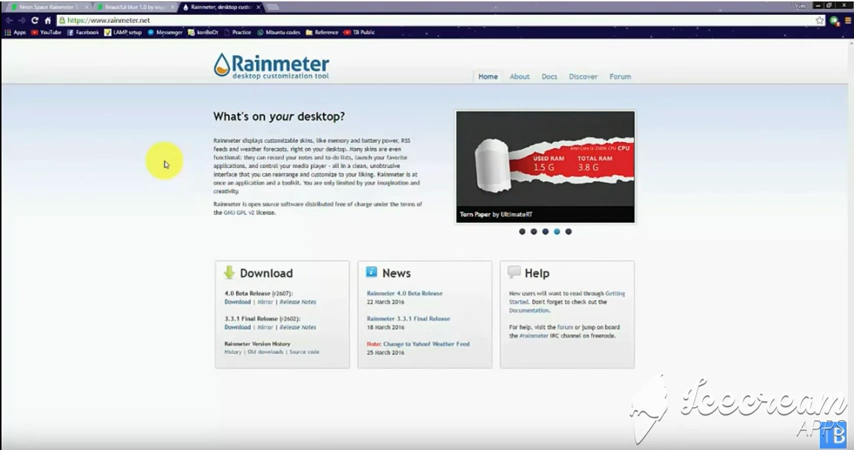 Neon Space Rainmeter 1
Beautiful blue 1.0 by
Rainmeter, desktop cust
https://www.rainmeter.net
Apps YouTube Facebook LAMP, setup Messenger Practice Mbuntu codes Reference TB Public
Rainmeter
desktop customization tool
Home About Docs Discover Forum
What's on your desktop?
Rainmeter displays customizable skins, like memory and battery power, RSS
feeds and weather forecasts, right on your desktop. Many skins are even
functional: they can record your notes and to-do lists, launch your favorite
applications, and control your media player - all in a clean, unobtrusive
interface that you can rearrange and customize to your liking. Rainmeter is at
once an application and a toolkit. You are only limited by your imagination and
creativity.
Rainmeter is open source software distributed free of charge under the terms of
the GNU GPL v2 license.
CPU
USED RAM TOTAL RAM
1.5 G 3.8 G
Torn Paper by UltimateRT
Download
4.0 Beta Release (r2607):
Download | Mirror | Release Notes
3.3.1 Final Release (r2602):
Download | Mirror | Release Notes
Rainmeter Version History
History | Old downloads | Source code
News
Rainmeter 4.0 Beta Release
22 March 2016
Rainmeter 3.3.1 Final Release
18 March 2016
Note: Change to Yahoo! Weather Feed
25 March 2016
Help
New users will want to read through Getting
Started. Don't forget to check out the
Documentation.
For help, visit the forum or jump on board
the #rainmeter IRC channel on freenode.
Icecream
APPS
TB